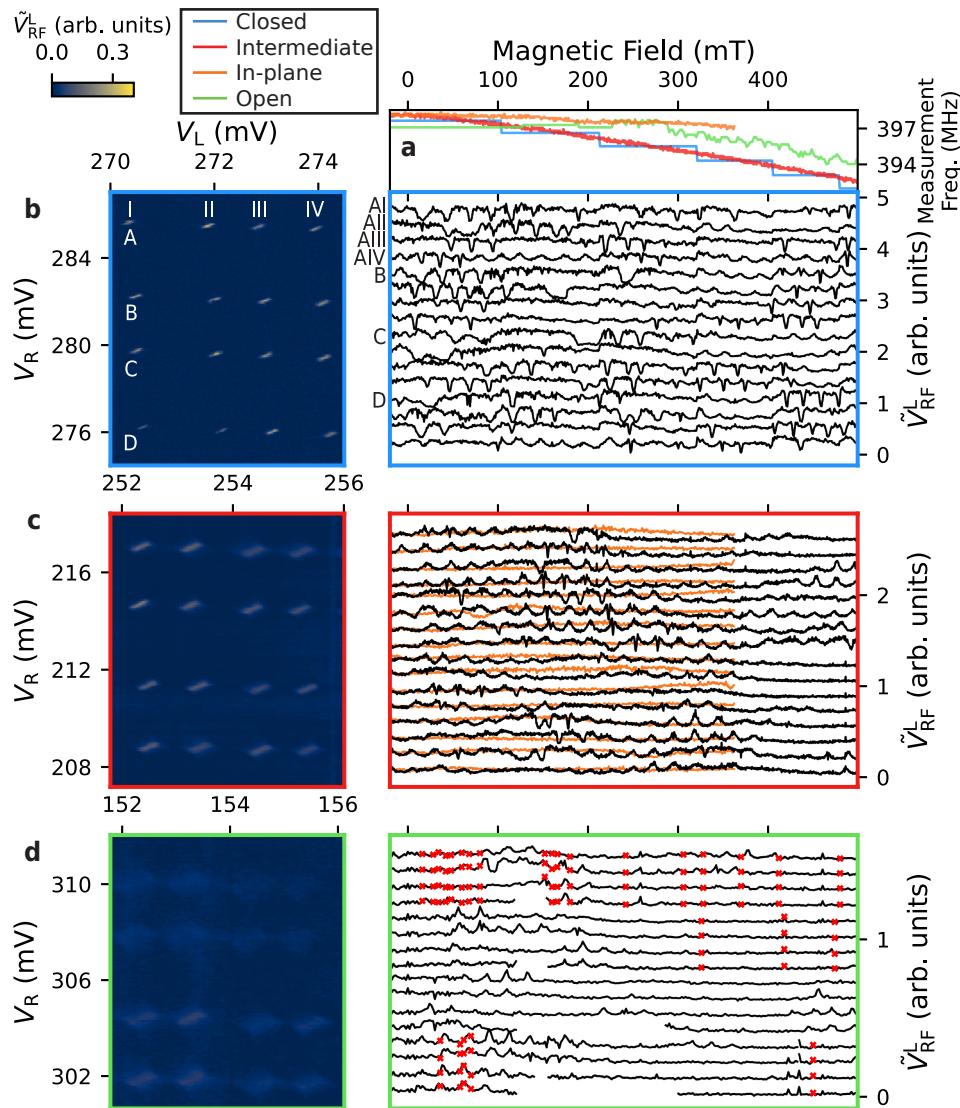 Ṽ^L_RF (arb. units)
0.0 0.3
Closed
Intermediate
In-plane
Open
V_L (mV)
270 272 274
Magnetic Field (mT)
0 100 200 300 400
a
397
394
Measurement
Freq. (MHz)
b
I II III IV
A
B
C
D
284
280
276
V_R (mV)
252 254 256
AI
AII
AIII
AIV
B
C
D
5
4
3
2
1
0
Ṽ^L_RF (arb. units)
c
216
212
208
V_R (mV)
152 154 156
2
1
0
Ṽ^L_RF (arb. units)
d
310
306
302
V_R (mV)
1
0
Ṽ^L_RF (arb. units)